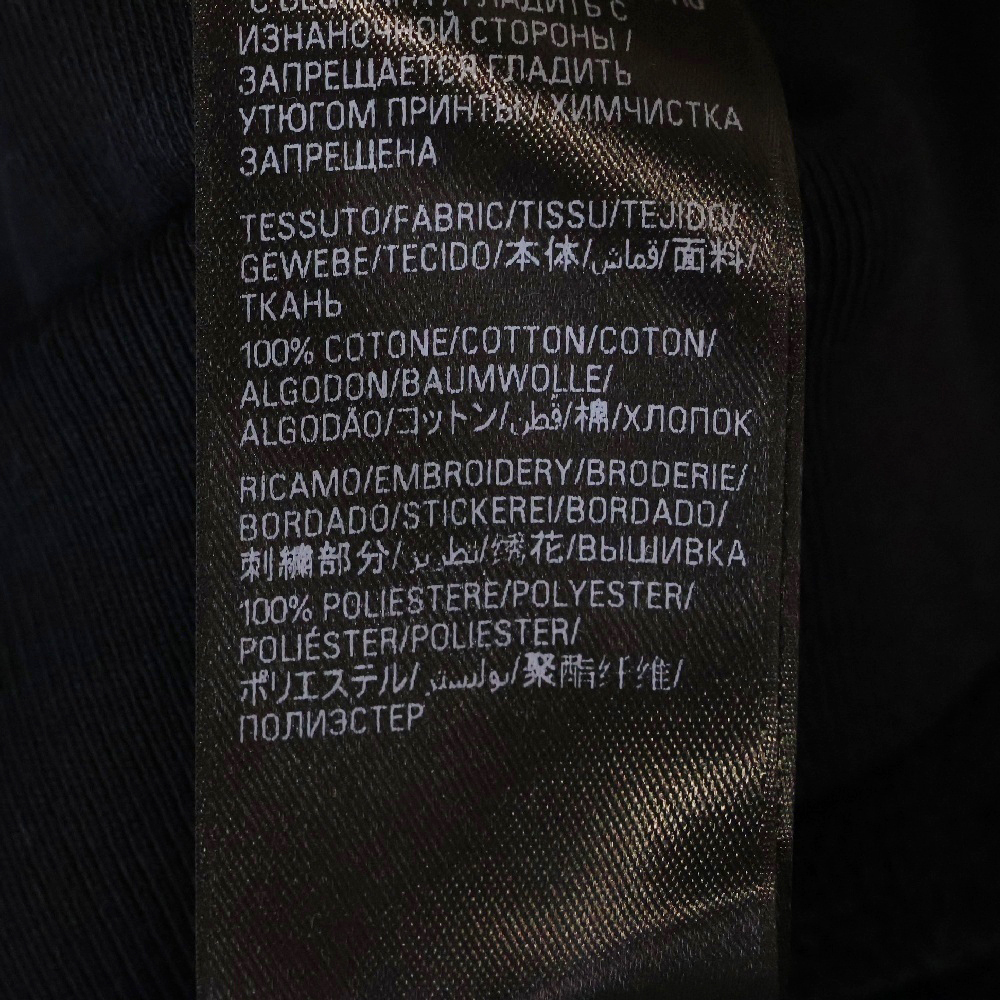 ГЛАДИТЬ С
ИЗНАНОЧНОЙ СТОРОНЫ /
ЗАПРЕЩАЕТСЯ ГЛАДИТЬ
УТЮГОМ ПРИНТЫ / ХИМЧИСТКА
ЗАПРЕЩЕНА
TESSUTO/FABRIC/TISSU/TEJIDO/
GEWEBE/TECIDO/本体/قماش/面料/
ТКАНЬ
100% COTONE/COTTON/COTON/
ALGODON/BAUMWOLLE/
ALGODÃO/コットン/قطن/棉/ХЛОПОК
RICAMO/EMBROIDERY/BRODERIE/
BORDADO/STICKEREI/BORDADO/
刺繍部分/تطريز/绣花/ВЫШИВКА
100% POLIESTERE/POLYESTER/
POLIÉSTER/POLIESTER/
ポリエステル/بوليستر/聚酯纤维/
ПОЛИЭСТЕР